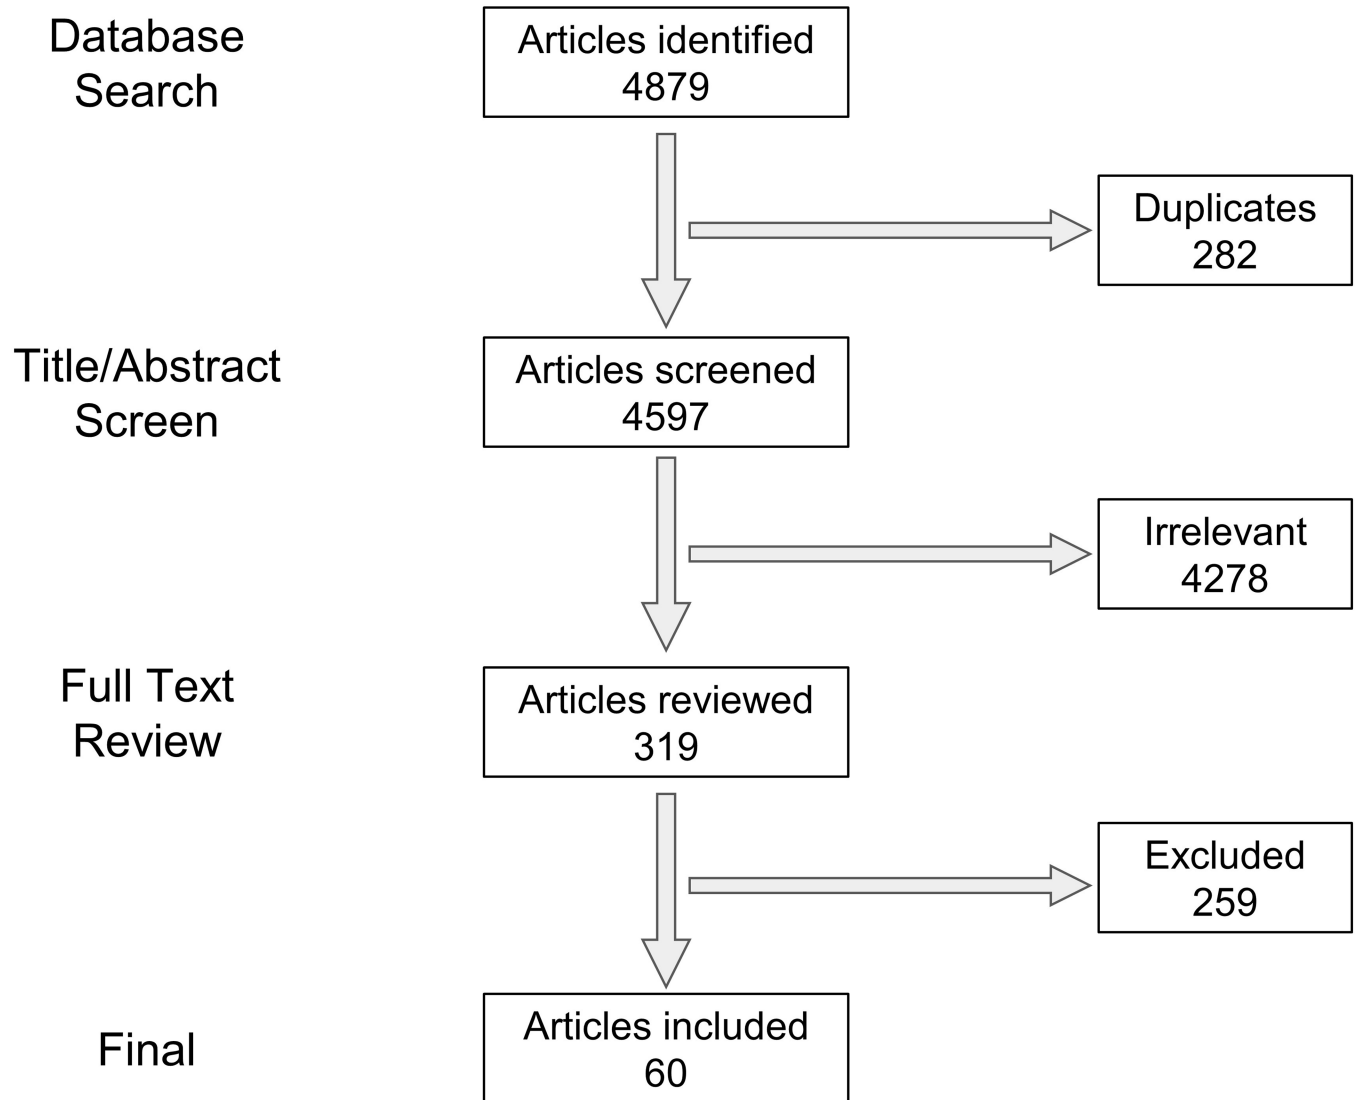 Database
Search
Articles identified
4879
Duplicates
282
Title/Abstract
Screen
Articles screened
4597
Irrelevant
4278
Full Text
Review
Articles reviewed
319
Excluded
259
Final
Articles included
60